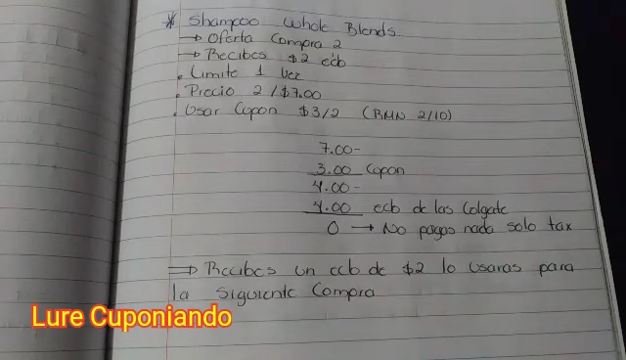 * Shampoo Whole Blends
→ Oferta Compra 2
→ Recibes $2 ecb
. Limite 1 vez
. Precio 2/$7.00
. Usar Cupon $3/2 (RMN 2/10)
7.00-
3.00 Cupon
4.00-
4.00 ecb de las Colgate
0 → No pagas nada solo tax
⇒ Recibes un ecb de $2 lo usaras para
la siguiente Compra
Lure Cuponiando